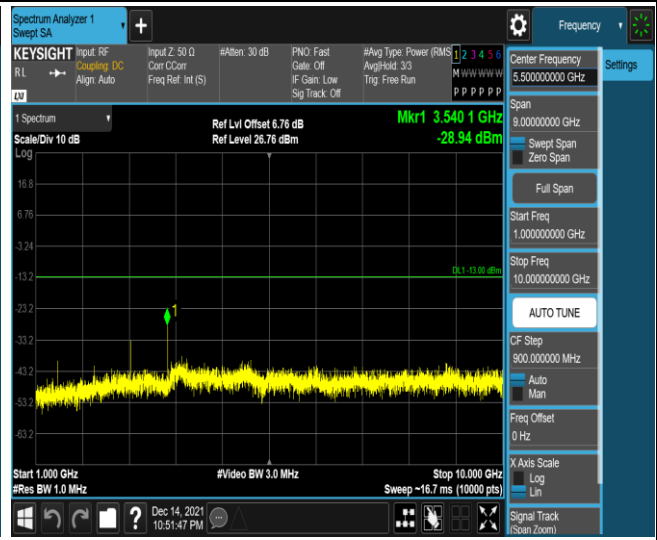 Spectrum Analyzer 1
Swept SA
Frequency
KEYSIGHT
RL
LXI
Input: RF
Coupling: DC
Align: Auto
Input Z: 50 Ω
Corr CCorr
Freq Ref: Int (S)
#Atten: 30 dB
PNO: Fast
Gate: Off
IF Gain: Low
Sig Track: Off
#Avg Type: Power (RMS
Avg|Hold: 3/3
Trig: Free Run
1 2 3 4 5 6
M W W W W W
P P P P P P
1 Spectrum
Scale/Div 10 dB
Ref Lvl Offset 6.76 dB
Ref Level 26.76 dBm
Mkr1 3.540 1 GHz
-28.94 dBm
Log
16.8
6.76
-3.24
-13.2
DL1 -13.00 dBm
-23.2
1
-33.2
-43.2
-53.2
-63.2
Start 1.000 GHz
#Res BW 1.0 MHz
#Video BW 3.0 MHz
Stop 10.000 GHz
Sweep ~16.7 ms (10000 pts)
?
Dec 14, 2021
10:51:47 PM
Center Frequency
5.500000000 GHz
Settings
Span
9.00000000 GHz
Swept Span
Zero Span
Full Span
Start Freq
1.000000000 GHz
Stop Freq
10.000000000 GHz
AUTO TUNE
CF Step
900.000000 MHz
Auto
Man
Freq Offset
0 Hz
X Axis Scale
Log
Lin
Signal Track
(Span Zoom)